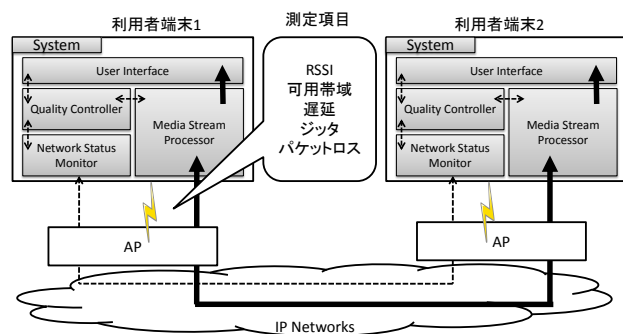 利用者端末1
測定項目
利用者端末2
System
User Interface
Quality Controller
Media Stream
Processor
Network Status
Monitor
RSSI
可用帯域
遅延
ジッタ
パケットロス
System
User Interface
Quality Controller
Media Stream
Processor
Network Status
Monitor
AP
AP
IP Networks